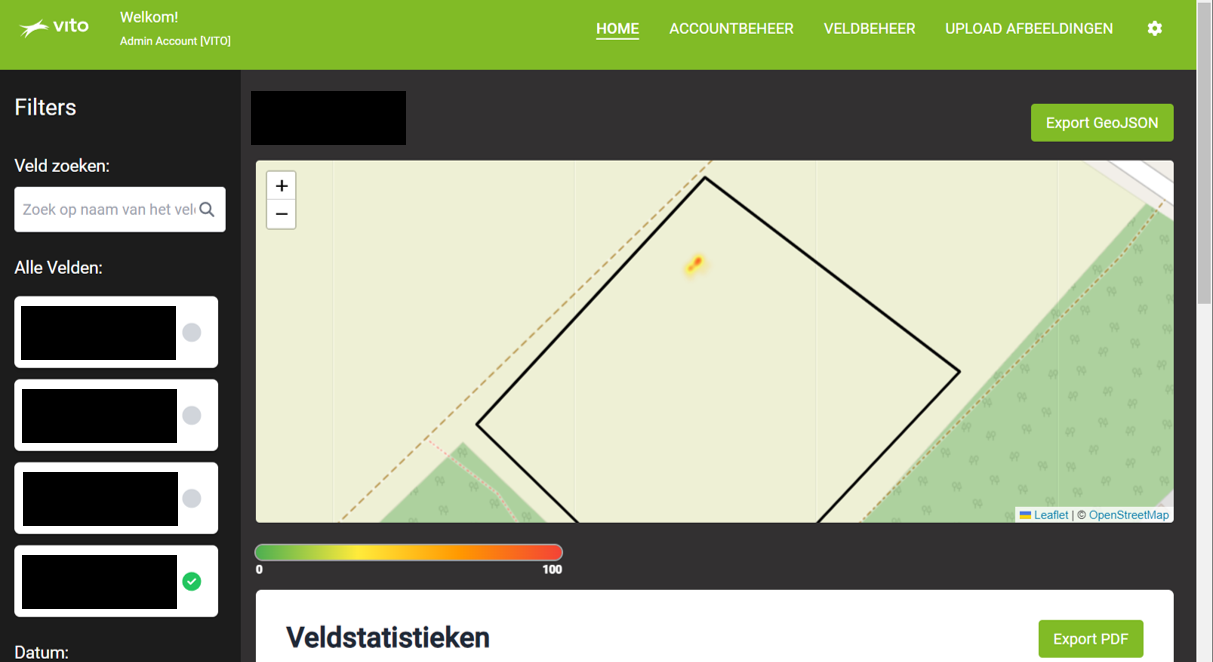 vito
Welkom!
Admin Account [VITO]
HOME
ACCOUNTBEHEER
VELDBEHEER
UPLOAD AFBEELDINGEN
Filters
Veld zoeken:
Zoek op naam van het vel
Alle Velden:
Datum:
Export GeoJSON
+
−
Leaflet | © OpenStreetMap
0 100
Veldstatistieken
Export PDF